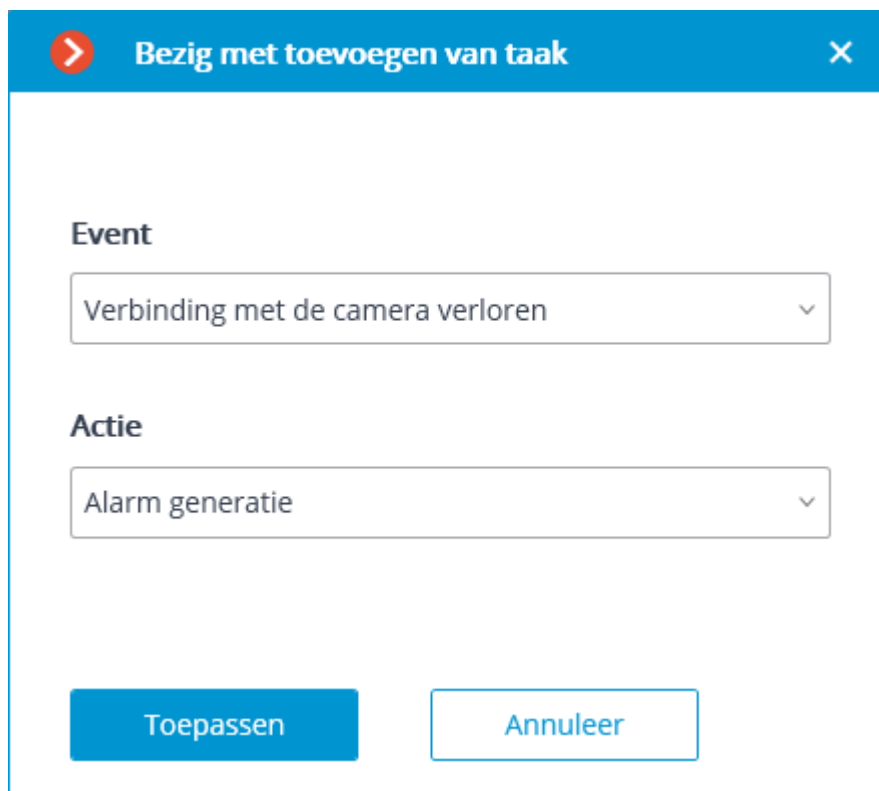 Bezig met toevoegen van taak
Event
Verbinding met de camera verloren
Actie
Alarm generatie
Toepassen
Annuleer